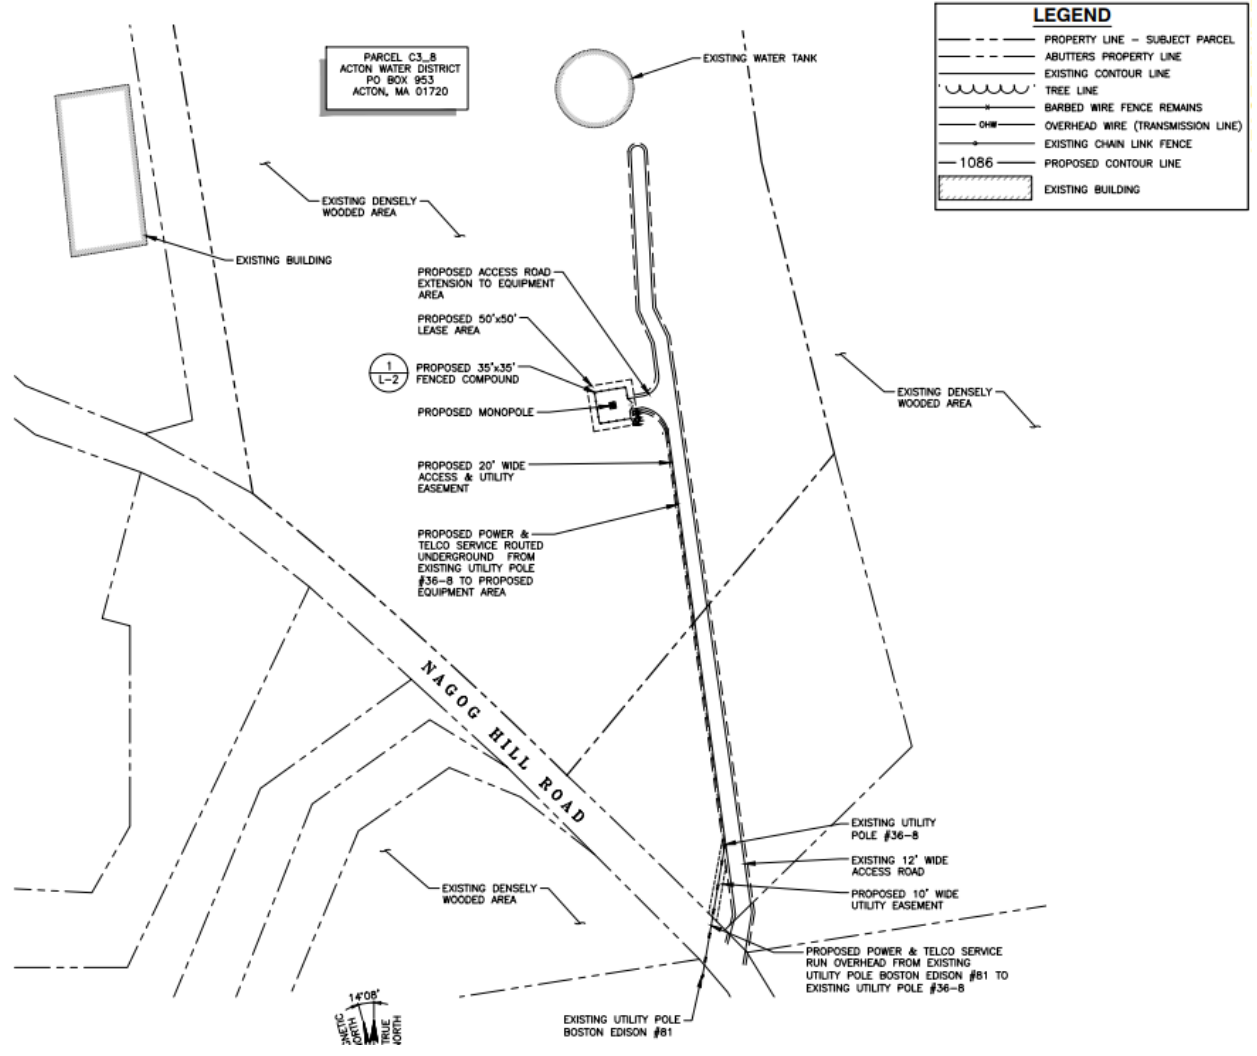 LEGEND
PROPERTY LINE - SUBJECT PARCEL
ABUTTERS PROPERTY LINE
EXISTING CONTOUR LINE
TREE LINE
BARBED WIRE FENCE REMAINS
OHW OVERHEAD WIRE (TRANSMISSION LINE)
EXISTING CHAIN LINK FENCE
1086 PROPOSED CONTOUR LINE
EXISTING BUILDING
PARCEL C3_8
ACTON WATER DISTRICT
PO BOX 953
ACTON, MA 01720
EXISTING WATER TANK
EXISTING DENSELY
WOODED AREA
EXISTING BUILDING
PROPOSED ACCESS ROAD
EXTENSION TO EQUIPMENT
AREA
PROPOSED 50'x50'
LEASE AREA
1
L-2
PROPOSED 35'x35'
FENCED COMPOUND
PROPOSED MONOPOLE
EXISTING DENSELY
WOODED AREA
PROPOSED 20' WIDE
ACCESS & UTILITY
EASEMENT
PROPOSED POWER &
TELCO SERVICE ROUTED
UNDERGROUND FROM
EXISTING UTILITY POLE
#36-8 TO PROPOSED
EQUIPMENT AREA
NAGOG HILL ROAD
EXISTING UTILITY
POLE #36-8
EXISTING 12' WIDE
ACCESS ROAD
PROPOSED 10' WIDE
UTILITY EASEMENT
EXISTING DENSELY
WOODED AREA
PROPOSED POWER & TELCO SERVICE
RUN OVERHEAD FROM EXISTING
UTILITY POLE BOSTON EDISON #81 TO
EXISTING UTILITY POLE #36-8
EXISTING UTILITY POLE
BOSTON EDISON #81
14°08'
TRUE
NORTH